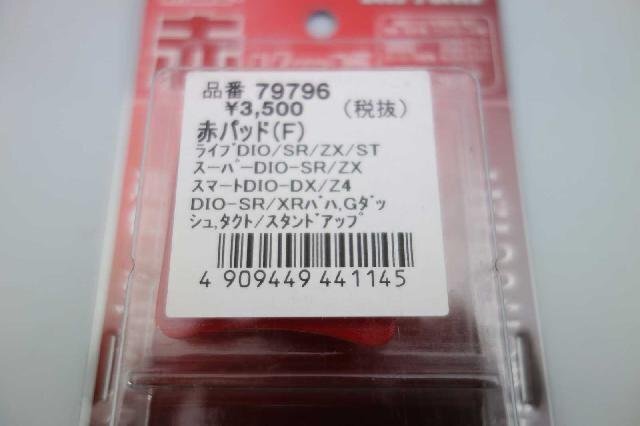 品番 79796
¥3,500 (税抜)
赤パッド(F)
ライブDIO/SR/ZX/ST
スーパーDIO-SR/ZX
スマートDIO-DX/Z4
DIO-SR/XRバハ,Gダッ
シュ,タクト/スタンドアップ
4 909449 441145